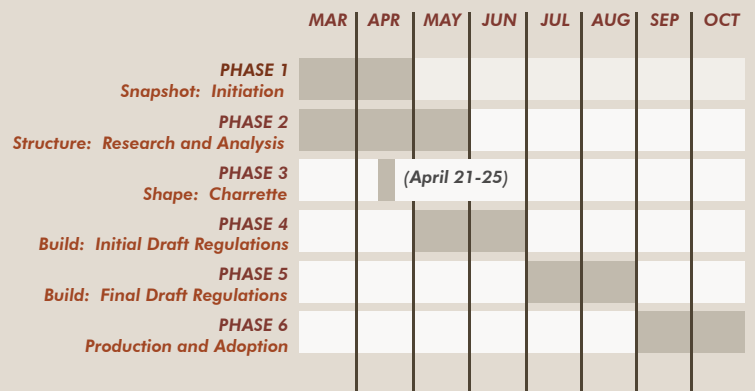 MAR APR MAY JUN JUL AUG SEP OCT
PHASE 1
Snapshot: Initiation
PHASE 2
Structure: Research and Analysis
PHASE 3
(April 21-25)
Shape: Charrette
PHASE 4
Build: Initial Draft Regulations
PHASE 5
Build: Final Draft Regulations
PHASE 6
Production and Adoption